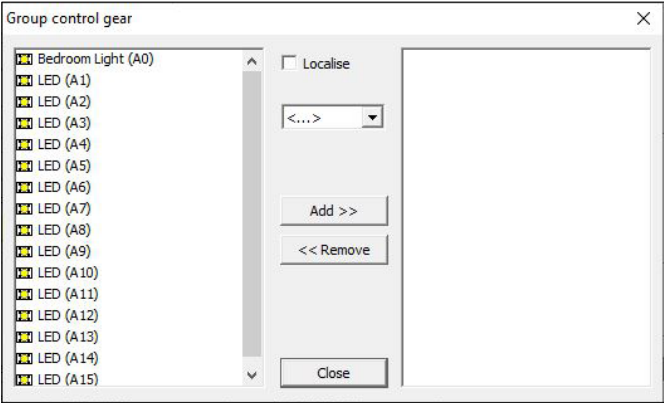 Group control gear
Bedroom Light (A0)
LED (A1)
LED (A2)
LED (A3)
LED (A4)
LED (A5)
LED (A6)
LED (A7)
LED (A8)
LED (A9)
LED (A10)
LED (A11)
LED (A12)
LED (A13)
LED (A14)
LED (A15)
Localise
<...>
Add >>
<< Remove
Close